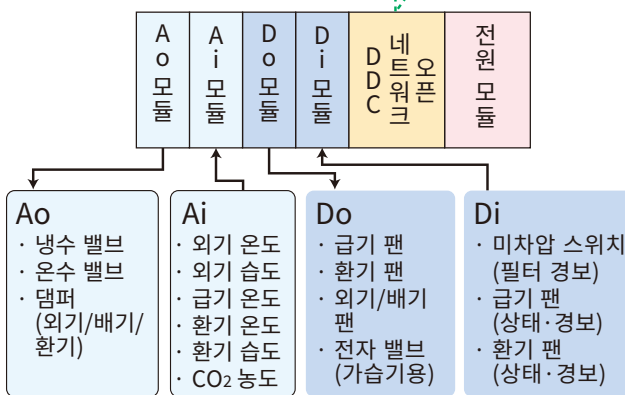 Ao 모듈
Ai 모듈
Do 모듈
Di 모듈
DDC
네트워크
오픈
전원 모듈
Ao
· 냉수 밸브
· 온수 밸브
· 댐퍼
(외기/배기/
환기)
Ai
· 외기 온도
· 외기 습도
· 급기 온도
· 환기 온도
· 환기 습도
· CO2 농도
Do
· 급기 팬
· 환기 팬
· 외기/배기
팬
· 전자 밸브
(가습기용)
Di
· 미차압 스위치
(필터 경보)
· 급기 팬
(상태·경보)
· 환기 팬
(상태·경보)